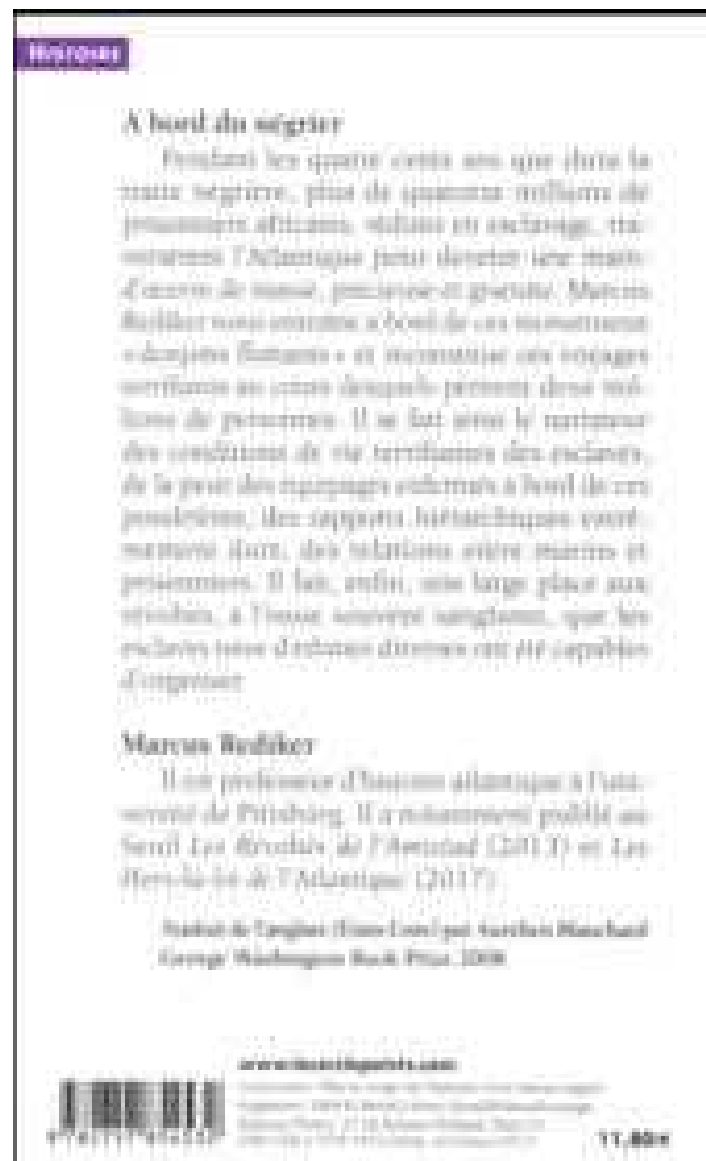 Histoire
À bord du négrier
Pendant les quatre cents ans que dura la
traite négrière, plus de quatorze millions de
prisonniers africains, réduits en esclavage, tra-
versèrent l'Atlantique pour devenir une main-
d'œuvre de masse, précieuse et gratuite. Marcus
Rediker nous entraîne à bord de ces monstrueux
« donjons flottants » et reconstitue ces voyages
terrifiants au cours desquels périrent deux mil-
lions de personnes. Il se fait ainsi le narrateur
des conditions de vie terrifiantes des esclaves,
de la peur des équipages enfermés à bord de ces
poudrières, des rapports hiérarchiques extrê-
mement durs, des relations entre marins et
prisonniers. Il fait, enfin, une large place aux
révoltes, à l'issue souvent sanglante, que les
esclaves issus d'ethnies diverses ont été capables
d'organiser.
Marcus Rediker
Il est professeur d'histoire atlantique à l'uni-
versité de Pittsburg. Il a notamment publié au
Seuil Les Révoltés de l'Amistad (2013) et Les
Hors-la-loi de l'Atlantique (2017)
Traduit de l'anglais (États-Unis) par Aurélien Blanchard
George Washington Book Prize 2008
www.lecerclepoints.com
11,80€